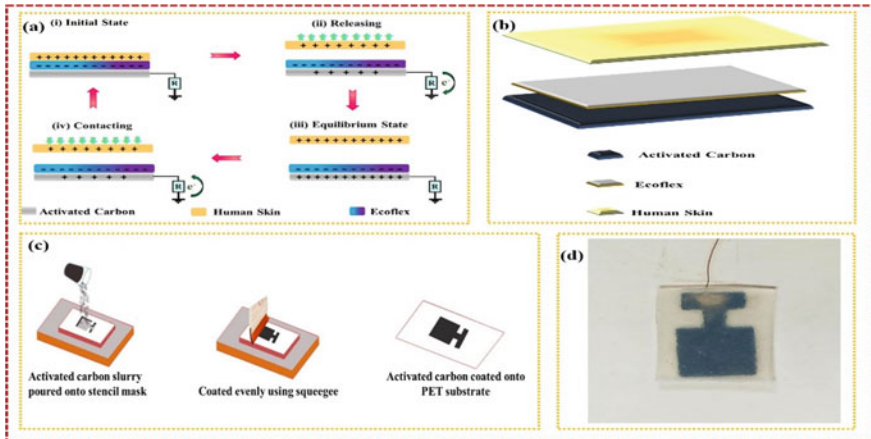 (a)
(i) Initial State
(ii) Releasing
+ + + + + + + + +
R
R
e-
(iv) Contacting
(iii) Equilibrium State
R
e-
R
Activated Carbon
Human Skin
Ecoflex
(b)
Activated Carbon
Ecoflex
Human Skin
(c)
Activated carbon slurry
poured onto stencil mask
Coated evenly using squeegee
Activated carbon coated onto
PET substrate
(d)